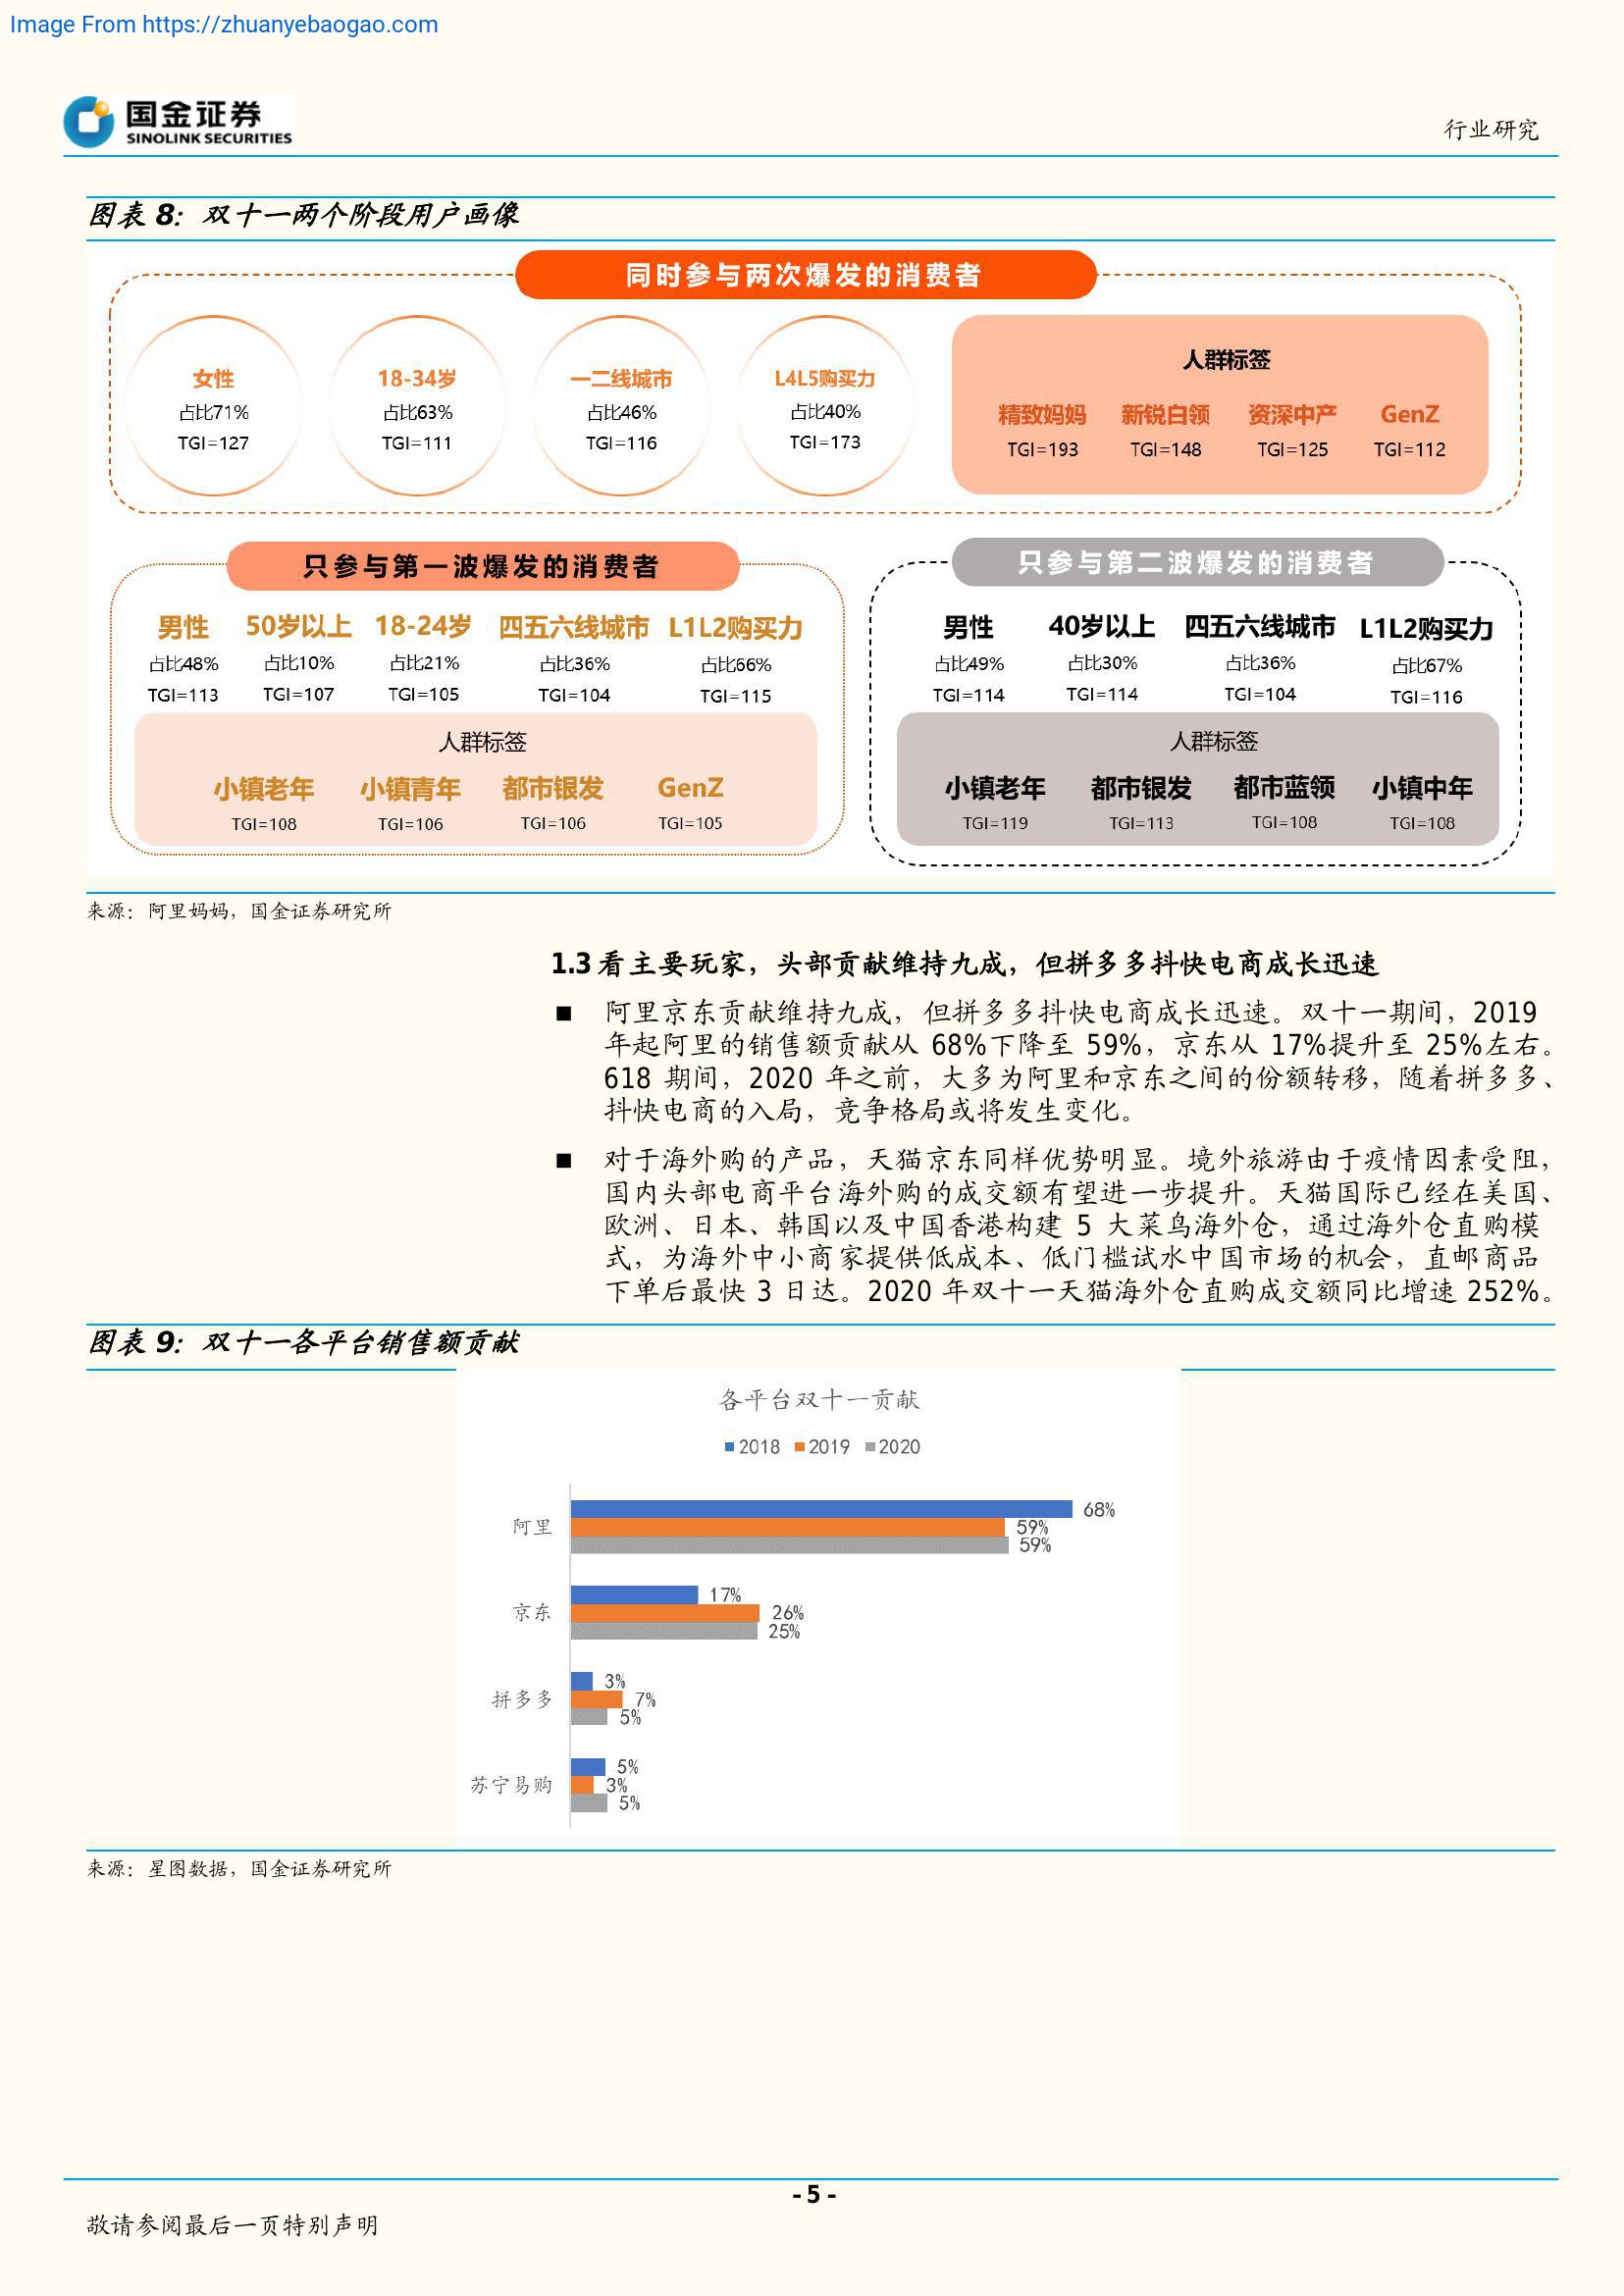 Image From https://zhuanyebaogao.com
国金证券
SINOLINK SECURITIES
行业研究
图表 8：双十一两个阶段用户画像
同时参与两次爆发的消费者
女性 18-34岁 一二线城市 L4L5购买力
占比71% 占比63% 占比46% 占比40%
TGI=127 TGI=111 TGI=116 TGI=173
人群标签
精致妈妈 新锐白领 资深中产 GenZ
TGI=193 TGI=148 TGI=125 TGI=112
只参与第一波爆发的消费者
男性 50岁以上 18-24岁 四五六线城市 L1L2购买力
占比48% 占比10% 占比21% 占比36% 占比66%
TGI=113 TGI=107 TGI=105 TGI=104 TGI=115
人群标签
小镇老年 小镇青年 都市银发 GenZ
TGI=108 TGI=106 TGI=106 TGI=105
只参与第二波爆发的消费者
男性 40岁以上 四五六线城市 L1L2购买力
占比49% 占比30% 占比36% 占比67%
TGI=114 TGI=114 TGI=104 TGI=116
人群标签
小镇老年 都市银发 都市蓝领 小镇中年
TGI=119 TGI=113 TGI=108 TGI=108
来源：阿里妈妈，国金证券研究所
1.3 看主要玩家，头部贡献维持九成，但拼多多抖快电商成长迅速
■ 阿里京东贡献维持九成，但拼多多抖快电商成长迅速。双十一期间，2019
年起阿里的销售额贡献从 68%下降至 59%，京东从 17%提升至 25%左右。
618 期间，2020 年之前，大多为阿里和京东之间的份额转移，随着拼多多、
抖快电商的入局，竞争格局或将发生变化。
■ 对于海外购的产品，天猫京东同样优势明显。境外旅游由于疫情因素受阻，
国内头部电商平台海外购的成交额有望进一步提升。天猫国际已经在美国、
欧洲、日本、韩国以及中国香港构建 5 大菜鸟海外仓，通过海外仓直购模
式，为海外中小商家提供低成本、低门槛试水中国市场的机会，直邮商品
下单后最快 3 日达。2020 年双十一天猫海外仓直购成交额同比增速 252%。
图表 9：双十一各平台销售额贡献
各平台双十一贡献
2018 2019 2020
阿里 68%
59%
59%
京东 17%
26%
25%
拼多多 3%
7%
5%
苏宁易购 5%
3%
5%
来源：星图数据，国金证券研究所
- 5 -
敬请参阅最后一页特别声明